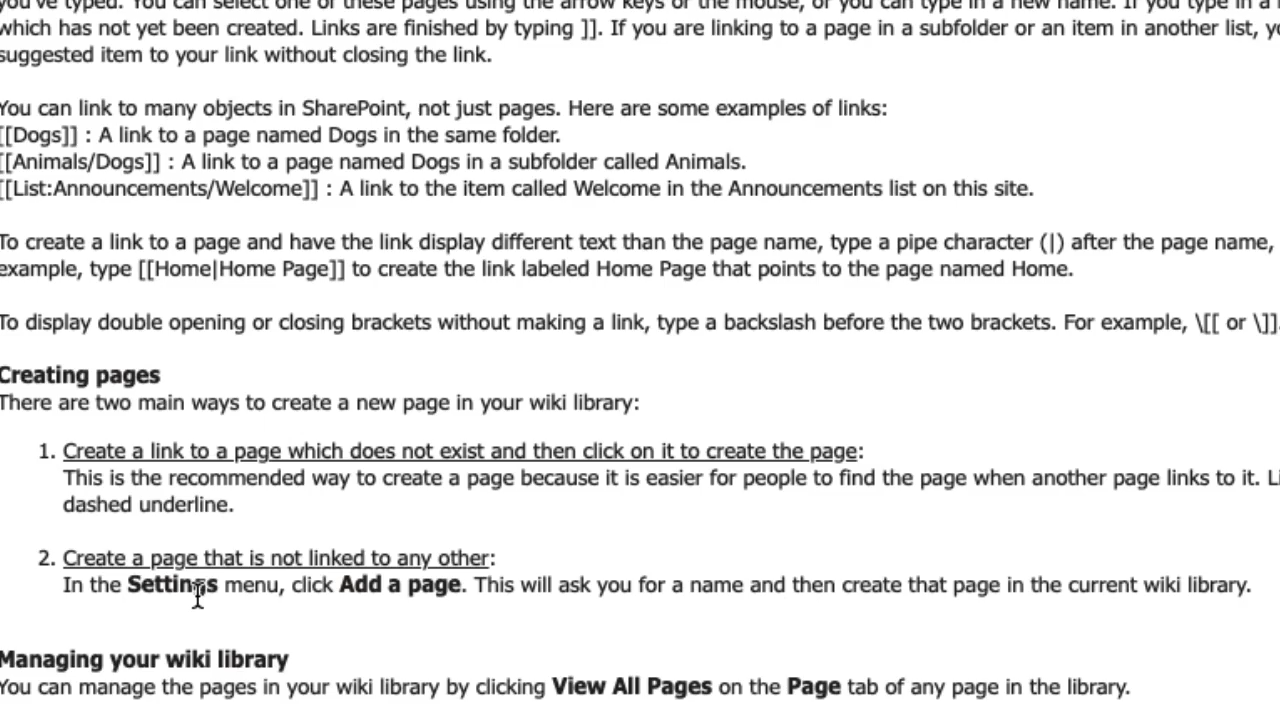 you've typed. You can select one of these pages using the arrow keys or the mouse, or you can type in a new name. If you type in a
which has not yet been created. Links are finished by typing ]]. If you are linking to a page in a subfolder or an item in another list,
suggested item to your link without closing the link.
You can link to many objects in SharePoint, not just pages. Here are some examples of links:
[[Dogs]] : A link to a page named Dogs in the same folder.
[[Animals/Dogs]] : A link to a page named Dogs in a subfolder called Animals.
[[List:Announcements/Welcome]] : A link to the item called Welcome in the Announcements list on this site.
To create a link to a page and have the link display different text than the page name, type a pipe character (|) after the page name,
example, type [[Home|Home Page]] to create the link labeled Home Page that points to the page named Home.
To display double opening or closing brackets without making a link, type a backslash before the two brackets. For example, \[[ or \]].
Creating pages
There are two main ways to create a new page in your wiki library:
1. Create a link to a page which does not exist and then click on it to create the page:
This is the recommended way to create a page because it is easier for people to find the page when another page links to it.
dashed underline.
2. Create a page that is not linked to any other:
In the Settings menu, click Add a page. This will ask you for a name and then create that page in the current wiki library.
Managing your wiki library
You can manage the pages in your wiki library by clicking View All Pages on the Page tab of any page in the library.